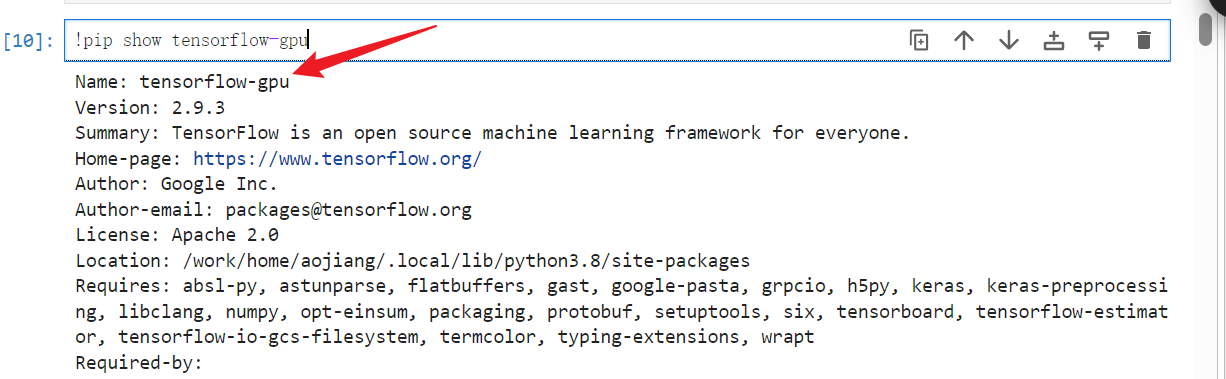 [10]: !pip show tensorflow-gpu
Name: tensorflow-gpu
Version: 2.9.3
Summary: TensorFlow is an open source machine learning framework for everyone.
Home-page: https://www.tensorflow.org/
Author: Google Inc.
Author-email: packages@tensorflow.org
License: Apache 2.0
Location: /work/home/aojiang/.local/lib/python3.8/site-packages
Requires: absl-py, astunparse, flatbuffers, gast, google-pasta, grpcio, h5py, keras, keras-preprocessi
ng, libclang, numpy, opt-einsum, packaging, protobuf, setuptools, six, tensorboard, tensorflow-estimat
or, tensorflow-io-gcs-filesystem, termcolor, typing-extensions, wrapt
Required-by: